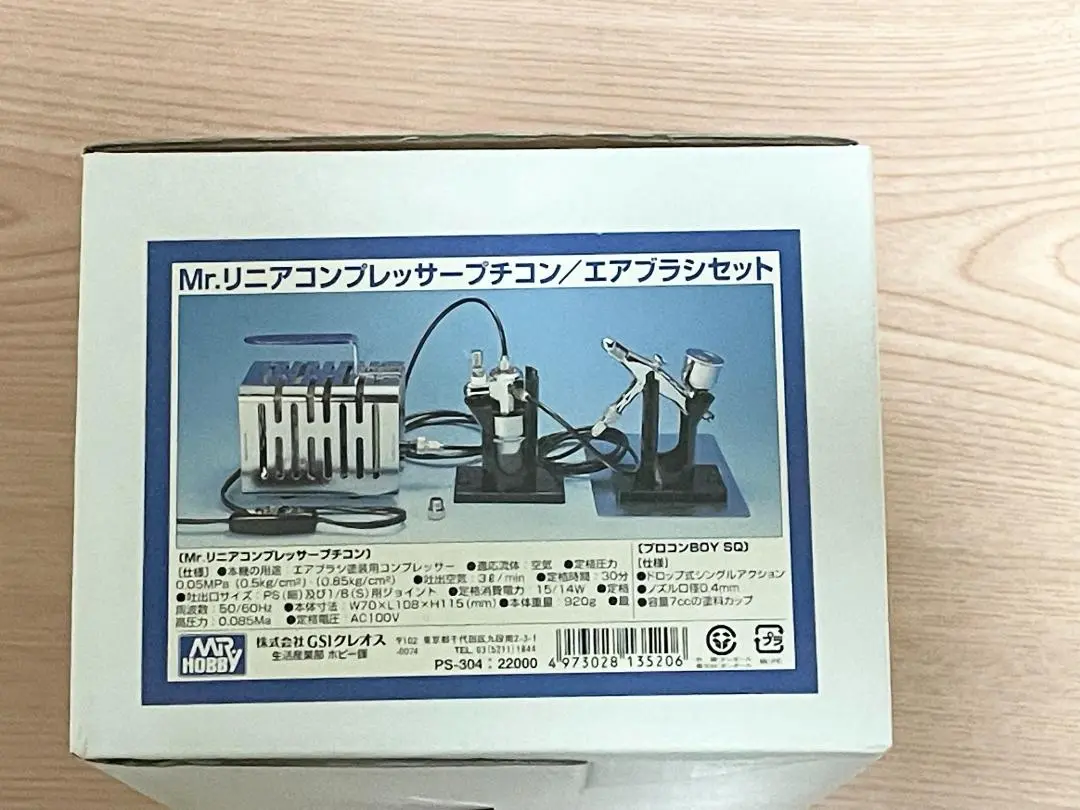 Mr.リニアコンプレッサープチコン/エアブラシセット
(Mr.リニアコンプレッサープチコン)
(仕様) ●本機の用途：エアブラシ塗装用コンプレッサー ●適応流体：空気 ●定格圧力
0.05MPa (0.5kg/cm²)・(0.85kg/cm²) ●吐出空気：3ℓ/min ●定格時間：30分
●吐出口サイズ：PS(細)及び1/8(S)用ジョイント ●定格消費電力 15/14W ●定格
周波数：50/60Hz ●本体寸法：W70×L108×H115(mm) ●本体重量：920g ●最
高圧力：0.085Ma ●定格電圧：AC100V
(プロコンBOY SQ)
(仕様)
●ドロップ式シングルアクション
●ノズル口径0.4mm
●容量7ccの塗料カップ
MR HOBBY
株式会社GSIクレオス
生活産業部 ホビー課
〒102-0074 東京都千代田区九段南2-3-1
TEL. 03(5211)1844
PS-304：22000
4 973028 135206
プラ